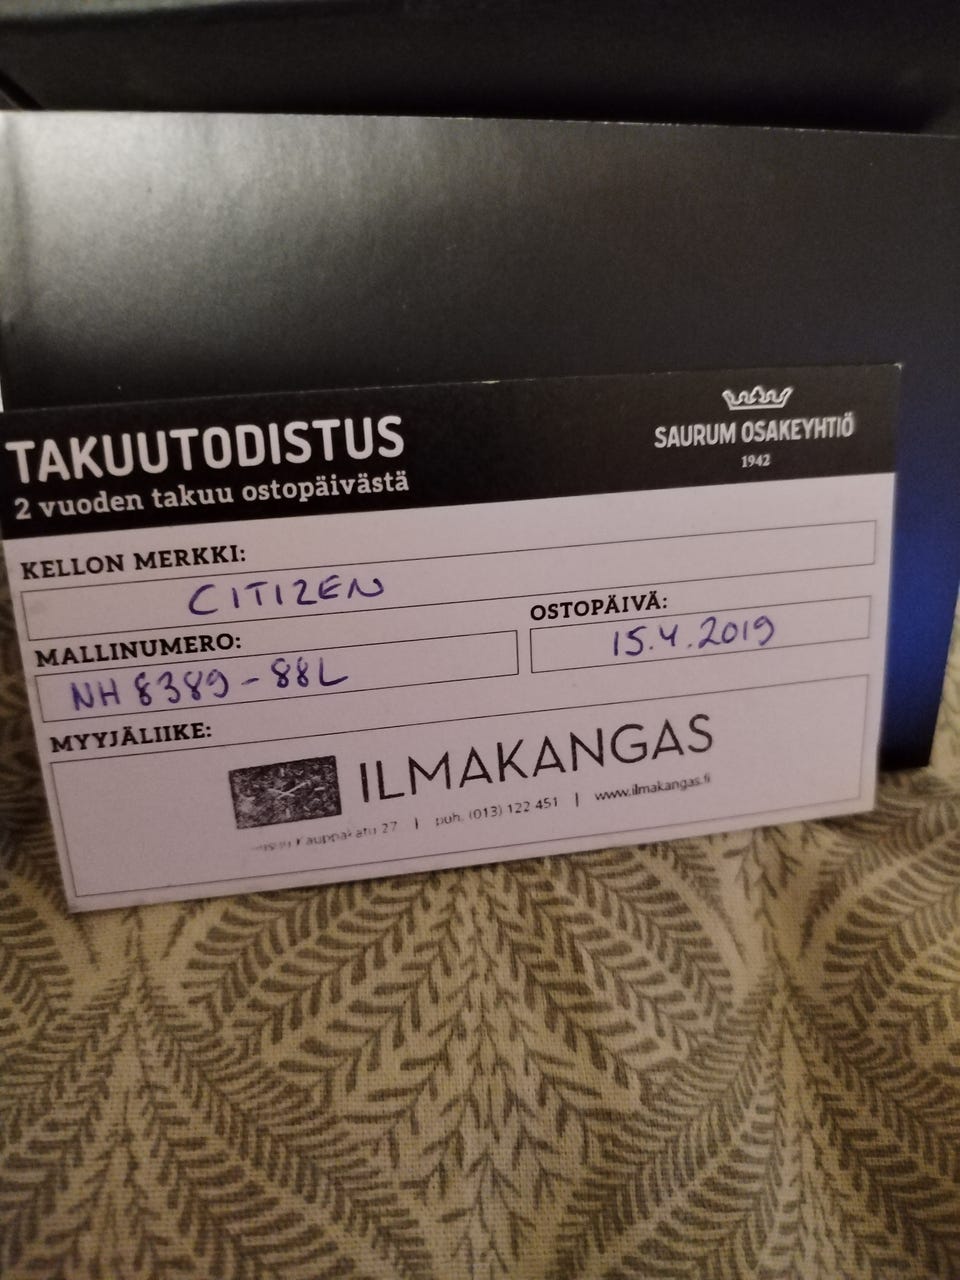 TAKUUTODISTUS
2 vuoden takuu ostopäivästä
SAURUM OSAKEYHTIÖ
1942
KELLON MERKKI:
CITIZEN
MALLINUMERO:
NH 8389-88L
OSTOPÄIVÄ:
15.4.2019
MYYJÄLIIKE:
ILMAKANGAS
Kauppakatu 27 | puh. (013) 122 451 | www.ilmakangas.fi